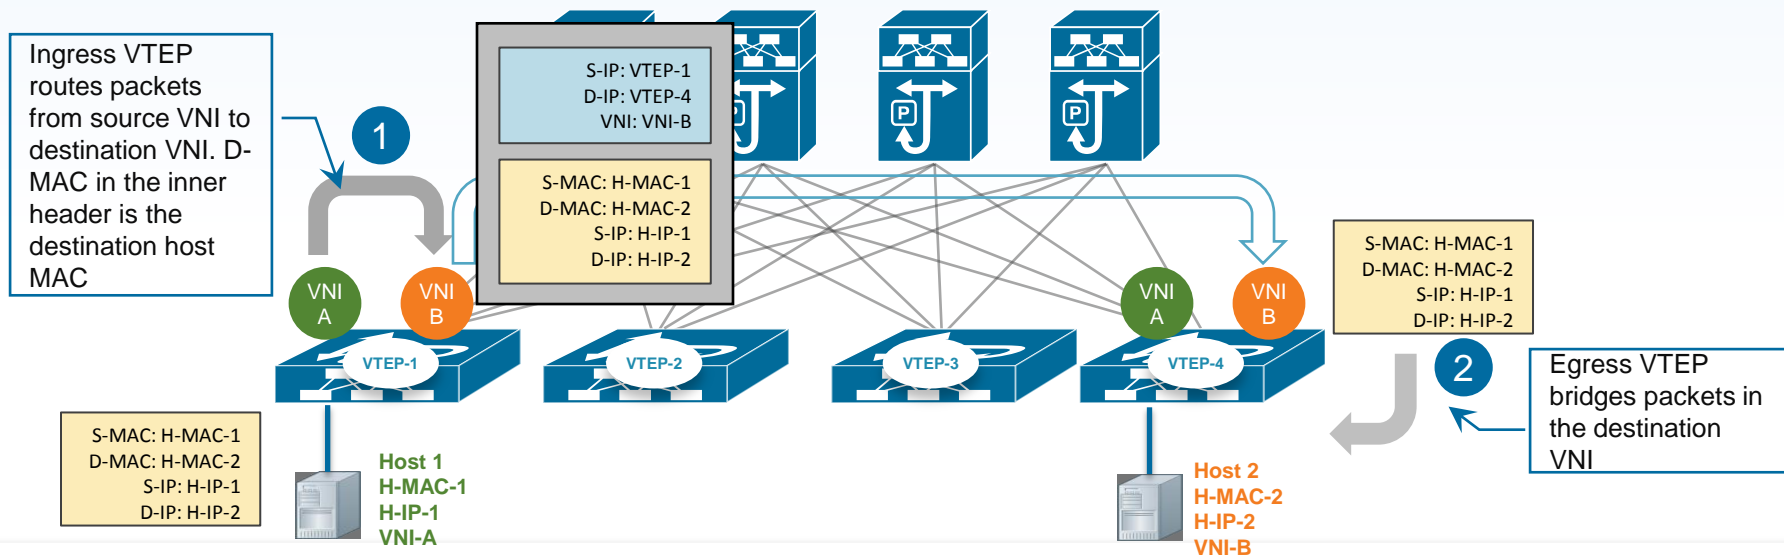 Ingress VTEP
routes packets
from source VNI to
destination VNI. D-
MAC in the inner
header is the
destination host
MAC
1
S-IP: VTEP-1
D-IP: VTEP-4
VNI: VNI-B
S-MAC: H-MAC-1
D-MAC: H-MAC-2
S-IP: H-IP-1
D-IP: H-IP-2
P
P
P
VNI
A
VNI
B
VNI
A
VNI
B
S-MAC: H-MAC-1
D-MAC: H-MAC-2
S-IP: H-IP-1
D-IP: H-IP-2
VTEP-1
VTEP-2
VTEP-3
VTEP-4
2
Egress VTEP
bridges packets in
the destination
VNI
S-MAC: H-MAC-1
D-MAC: H-MAC-2
S-IP: H-IP-1
D-IP: H-IP-2
Host 1
H-MAC-1
H-IP-1
VNI-A
Host 2
H-MAC-2
H-IP-2
VNI-B